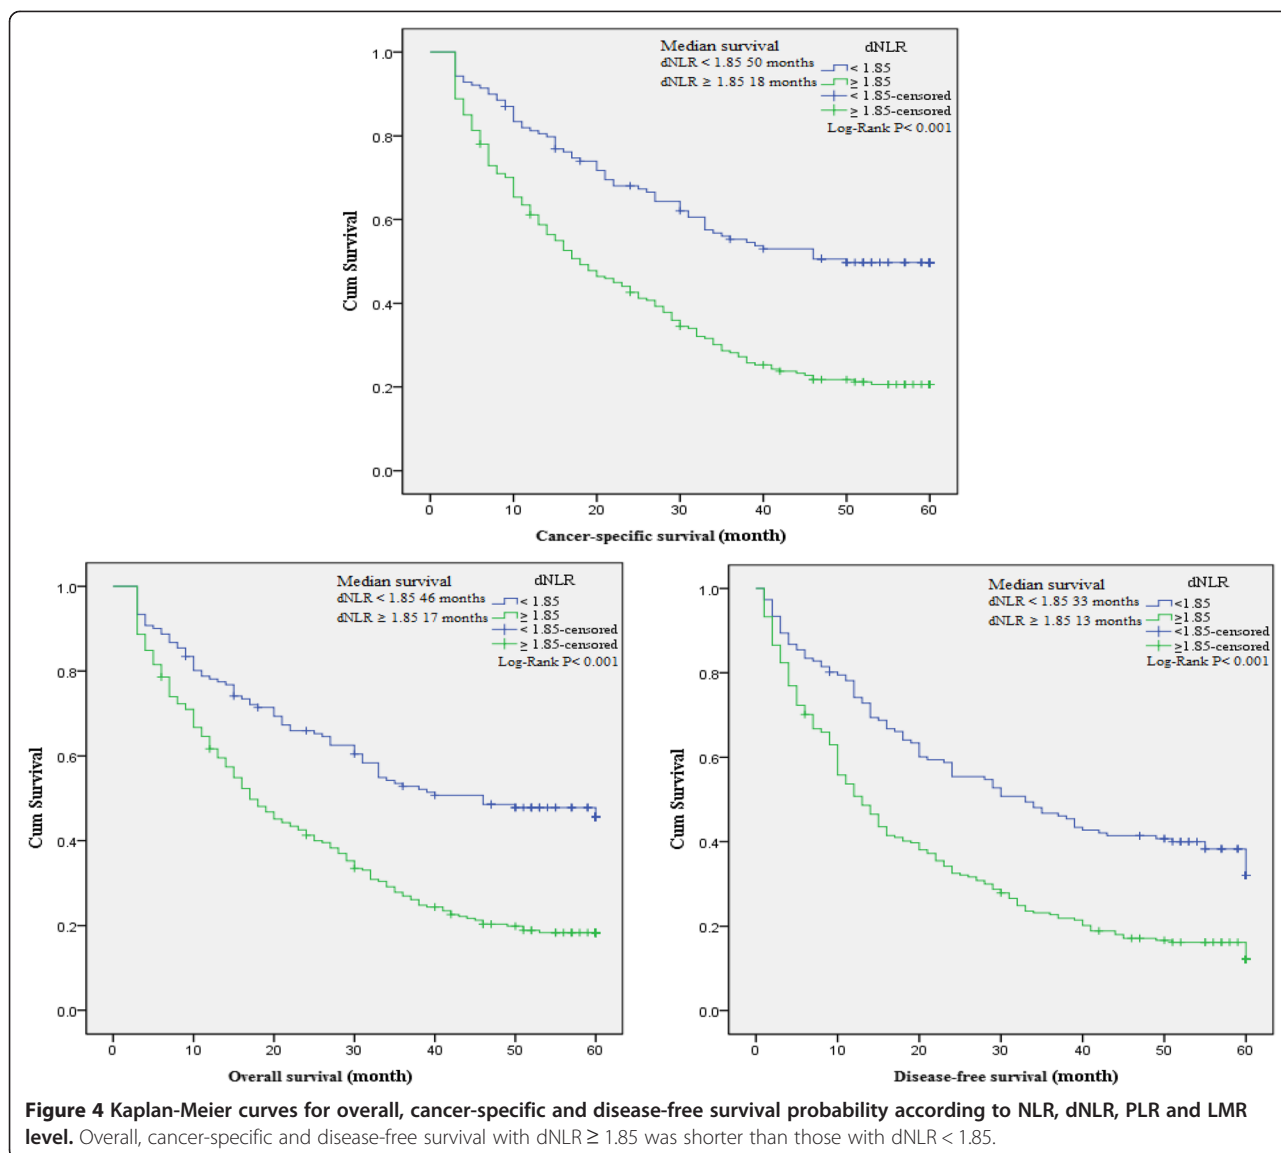 Median survival
dNLR < 1.85 50 months
dNLR ≥ 1.85 18 months
dNLR
< 1.85
≥ 1.85
< 1.85-censored
≥ 1.85-censored
Log-Rank P< 0.001
Cum Survival
1.0
0.8
0.6
0.4
0.2
0.0
0 10 20 30 40 50 60
Cancer-specific survival (month)
Median survival
dNLR < 1.85 46 months
dNLR ≥ 1.85 17 months
dNLR
< 1.85
≥ 1.85
< 1.85-censored
≥ 1.85-censored
Log-Rank P< 0.001
Cum Survival
1.0
0.8
0.6
0.4
0.2
0.0
0 10 20 30 40 50 60
Overall survival (month)
Median survival
dNLR < 1.85 33 months
dNLR ≥ 1.85 13 months
dNLR
<1.85
≥1.85
<1.85-censored
≥1.85-censored
Log-Rank P< 0.001
Cum Survival
1.0
0.8
0.6
0.4
0.2
0.0
0 10 20 30 40 50 60
Disease-free survival (month)
Figure 4 Kaplan-Meier curves for overall, cancer-specific and disease-free survival probability according to NLR, dNLR, PLR and LMR
level. Overall, cancer-specific and disease-free survival with dNLR ≥ 1.85 was shorter than those with dNLR < 1.85.